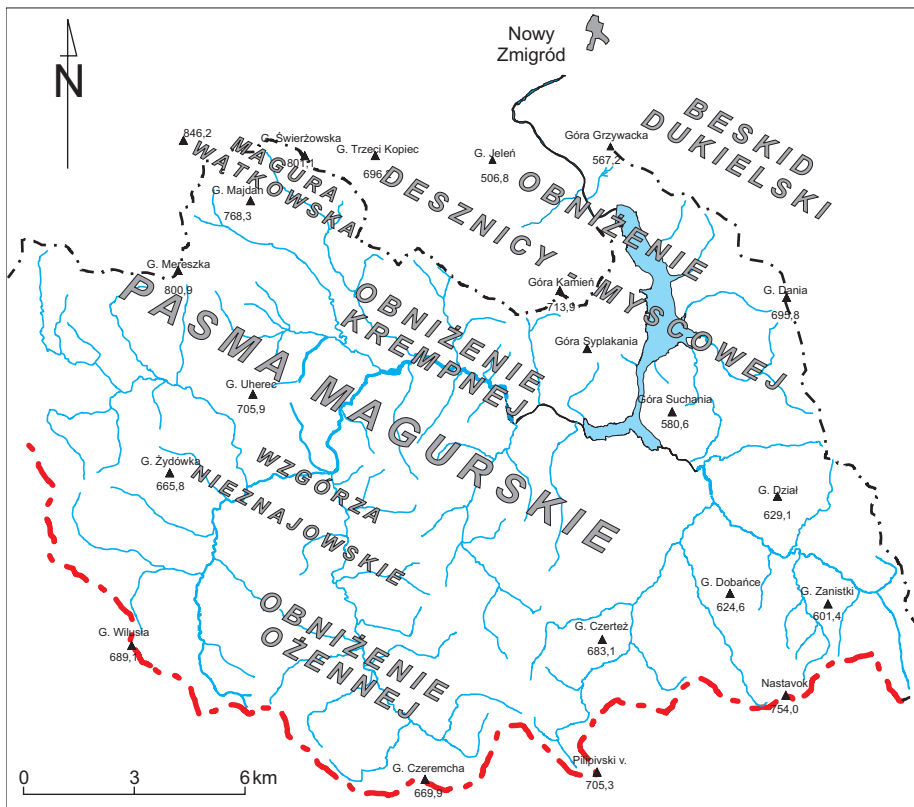 Nowy
Zmigród
N
BESKID
DUKIELSKI
846,2
G. Świerżowska
801,1
G. Trzeci Kopiec
G. Jeleń
506,8
Góra Grzywacka
567,2
MAGURA
WĄTKOWSKA
G. Majdan
768,3
OBNIŻENIE
DESZNICY I MYSCOWEJ
G. Mereszka
800,9
Góra Kamień
713,9
G. Dania
695,8
PASMA MAGURSKIE
OBNIŻENIE
KREMPNEJ
Góra Syplakania
G. Uherec
705,9
Góra Suchania
580,6
G. Żydówka
665,8
WZGÓRZA
NIEZNAJOWSKIE
G. Dział
629,1
G. Dobańce
624,6
G. Zanistki
601,4
OBNIŻENIE
OŻENNEJ
G. Wilusia
689,1
G. Czerteż
683,1
Nastavok
754,0
Pilipivski v.
705,3
G. Czeremcha
669,9
0 3 6 km